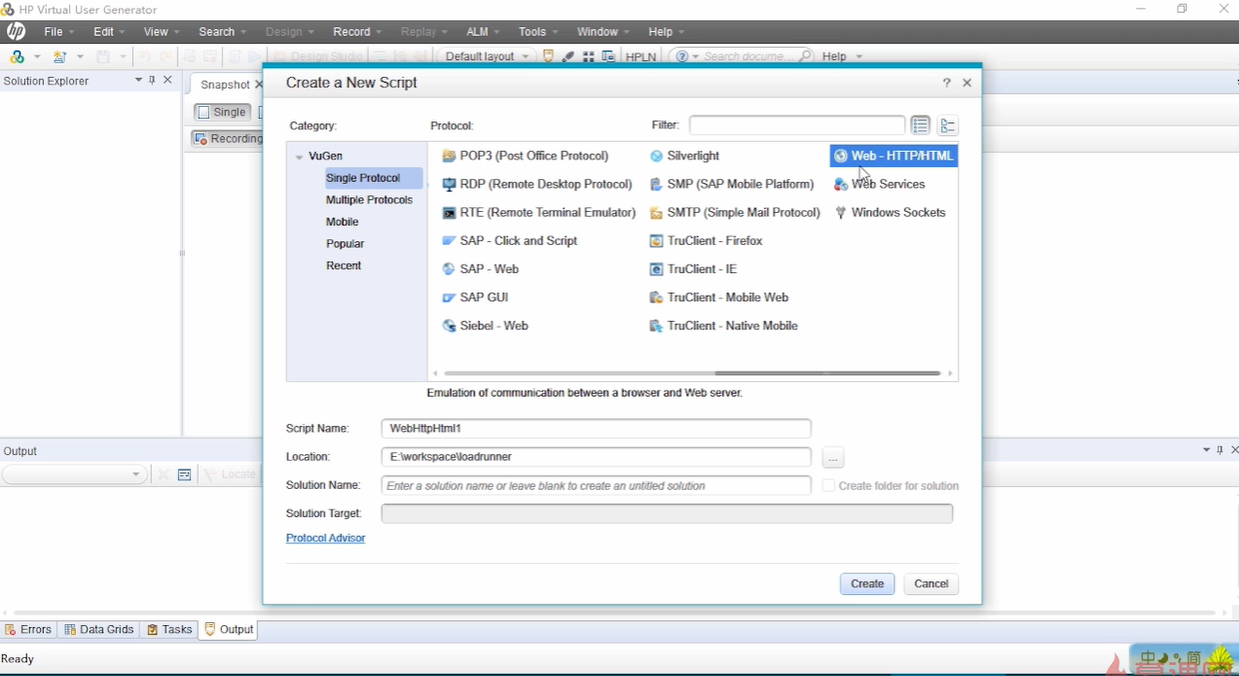 HP Virtual User Generator
File Edit View Search Design Record Replay ALM Tools Window Help
Design Studio Default layout HPLN Search docume... Help
Solution Explorer
Snapshot
Single
Recording
Create a New Script
Category: Protocol: Filter:
VuGen
Single Protocol
Multiple Protocols
Mobile
Popular
Recent
POP3 (Post Office Protocol) Silverlight Web - HTTP/HTML
RDP (Remote Desktop Protocol) SMP (SAP Mobile Platform) Web Services
RTE (Remote Terminal Emulator) SMTP (Simple Mail Protocol) Windows Sockets
SAP - Click and Script TruClient - Firefox
SAP - Web TruClient - IE
SAP GUI TruClient - Mobile Web
Siebel - Web TruClient - Native Mobile
Emulation of communication between a browser and Web server.
Script Name: WebHttpHtml1
Location: E:\workspace\loadrunner ...
Solution Name: Enter a solution name or leave blank to create an untitled solution Create folder for solution
Solution Target:
Protocol Advisor
Create Cancel
Output
Locate
Errors Data Grids Tasks Output
Ready
中 简